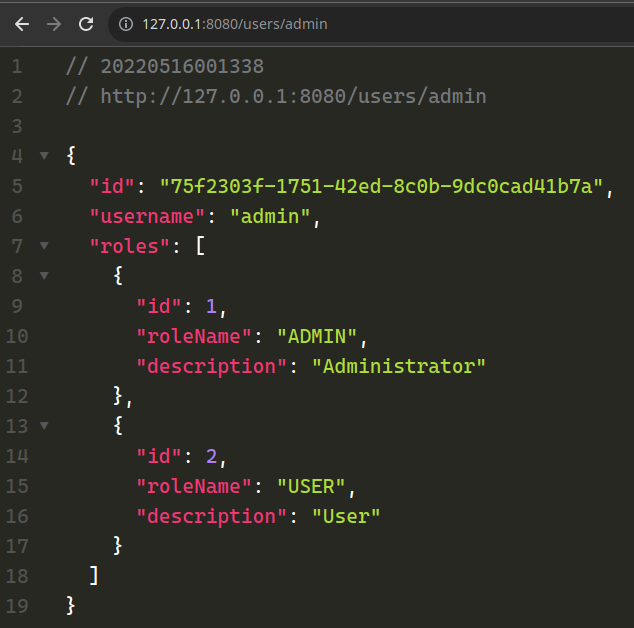 127.0.0.1:8080/users/admin
1 // 20220516001338
2 // http://127.0.0.1:8080/users/admin
3
4 {
5 "id": "75f2303f-1751-42ed-8c0b-9dc0cad41b7a",
6 "username": "admin",
7 "roles": [
8 {
9 "id": 1,
10 "roleName": "ADMIN",
11 "description": "Administrator"
12 },
13 {
14 "id": 2,
15 "roleName": "USER",
16 "description": "User"
17 }
18 ]
19 }